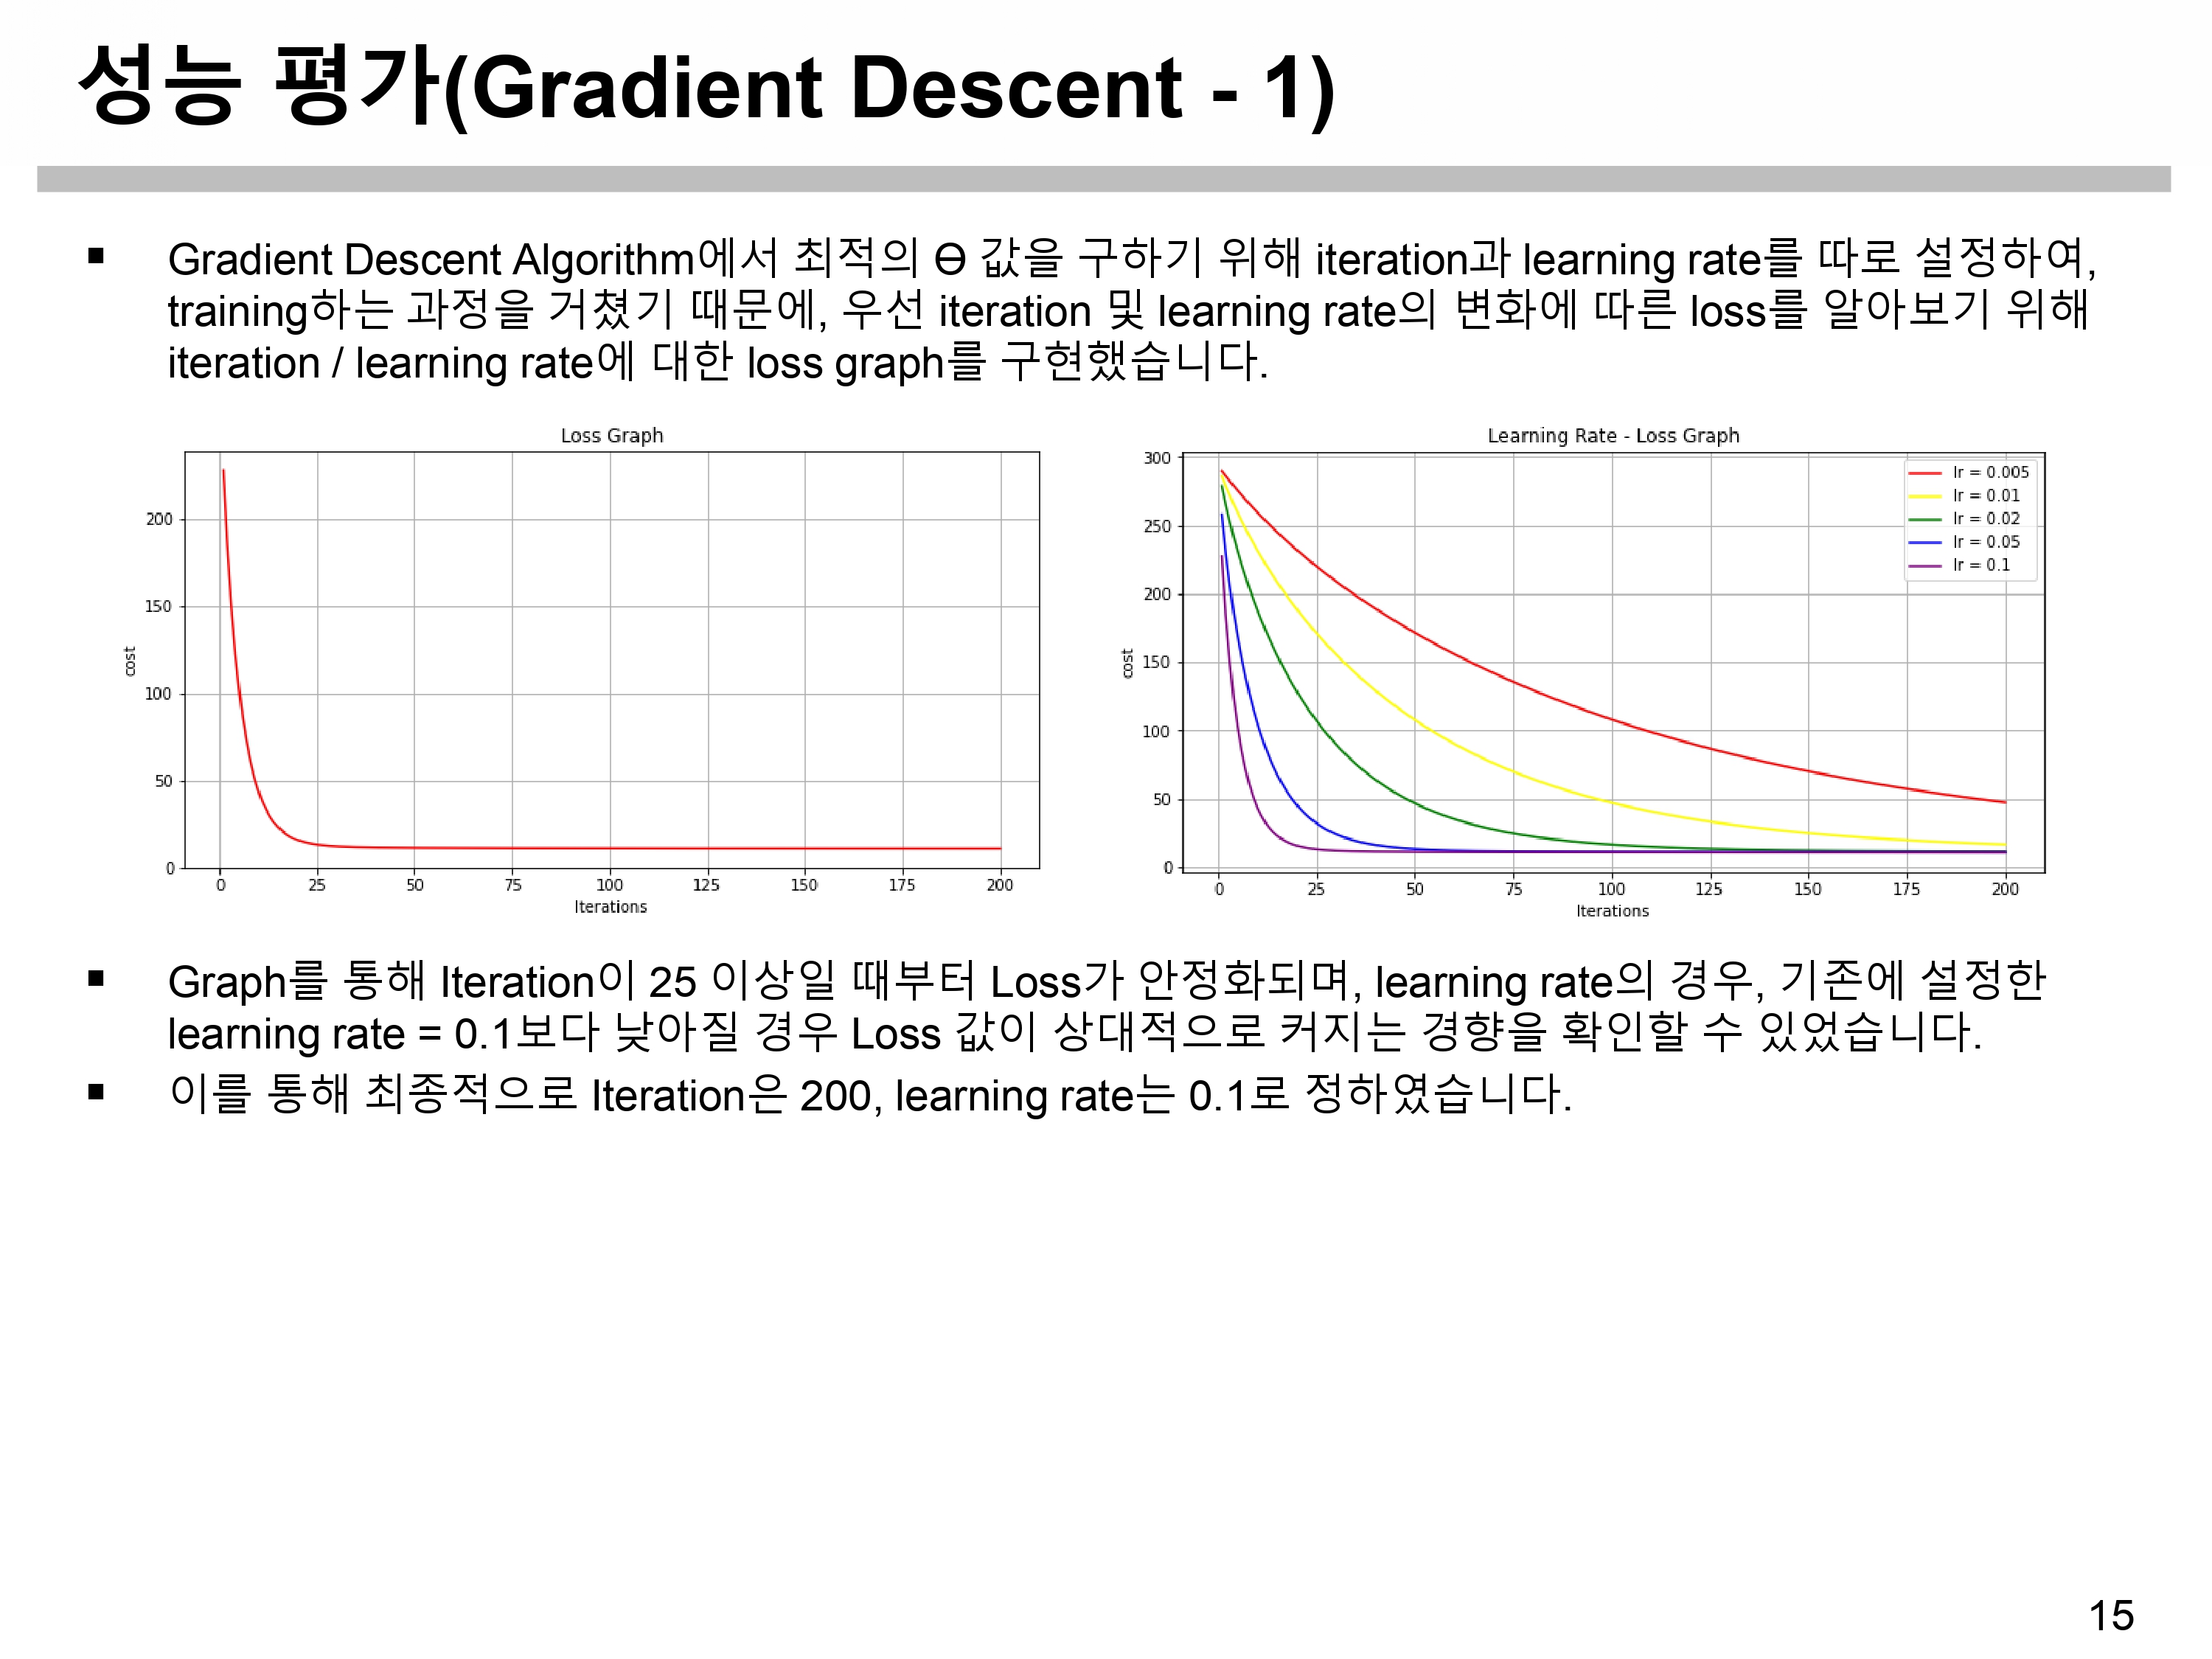 성능 평가(Gradient Descent - 1)
▪ Gradient Descent Algorithm에서 최적의 Θ 값을 구하기 위해 iteration과 learning rate를 따로 설정하여,
training하는 과정을 거쳤기 때문에, 우선 iteration 및 learning rate의 변화에 따른 loss를 알아보기 위해
iteration / learning rate에 대한 loss graph를 구현했습니다.
Loss Graph
200
150
100
50
0
cost
0 25 50 75 100 125 150 175 200
Iterations
Learning Rate - Loss Graph
300
250
200
150
100
50
0
cost
lr = 0.005
lr = 0.01
lr = 0.02
lr = 0.05
lr = 0.1
0 25 50 75 100 125 150 175 200
Iterations
▪ Graph를 통해 Iteration이 25 이상일 때부터 Loss가 안정화되며, learning rate의 경우, 기존에 설정한
learning rate = 0.1보다 낮아질 경우 Loss 값이 상대적으로 커지는 경향을 확인할 수 있었습니다.
▪ 이를 통해 최종적으로 Iteration은 200, learning rate는 0.1로 정하였습니다.
15